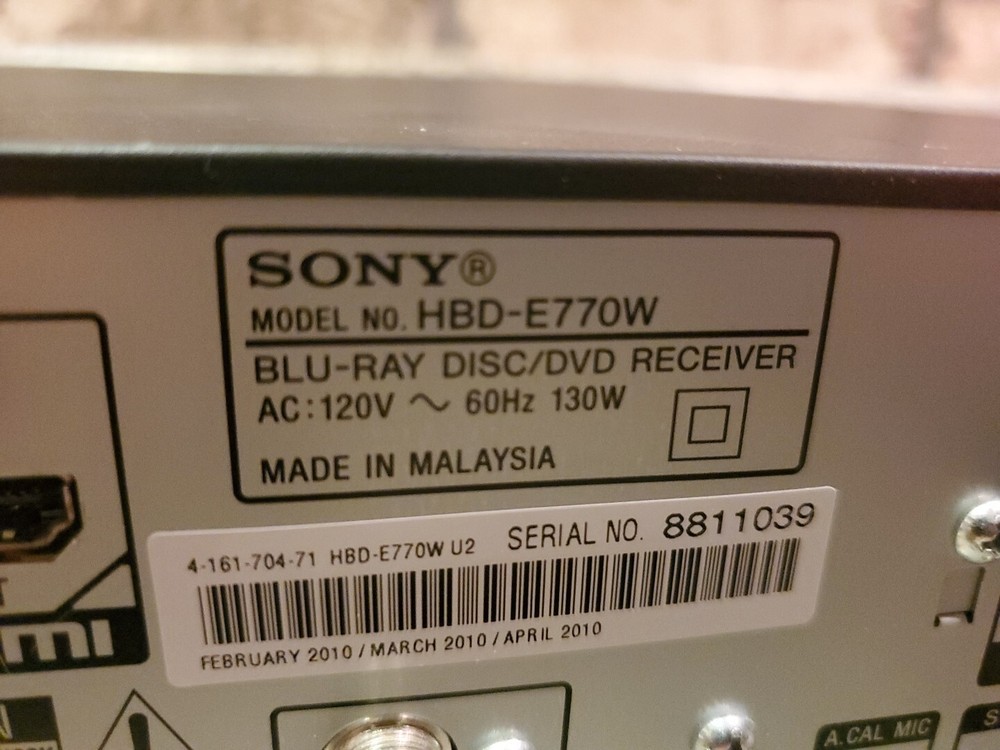 SONY®
MODEL NO. HBD-E770W
BLU-RAY DISC/DVD RECEIVER
AC:120V ～ 60Hz 130W
MADE IN MALAYSIA
4-161-704-71 HBD-E770W U2 SERIAL NO. 8811039
FEBRUARY 2010 / MARCH 2010 / APRIL 2010
A.CAL MIC